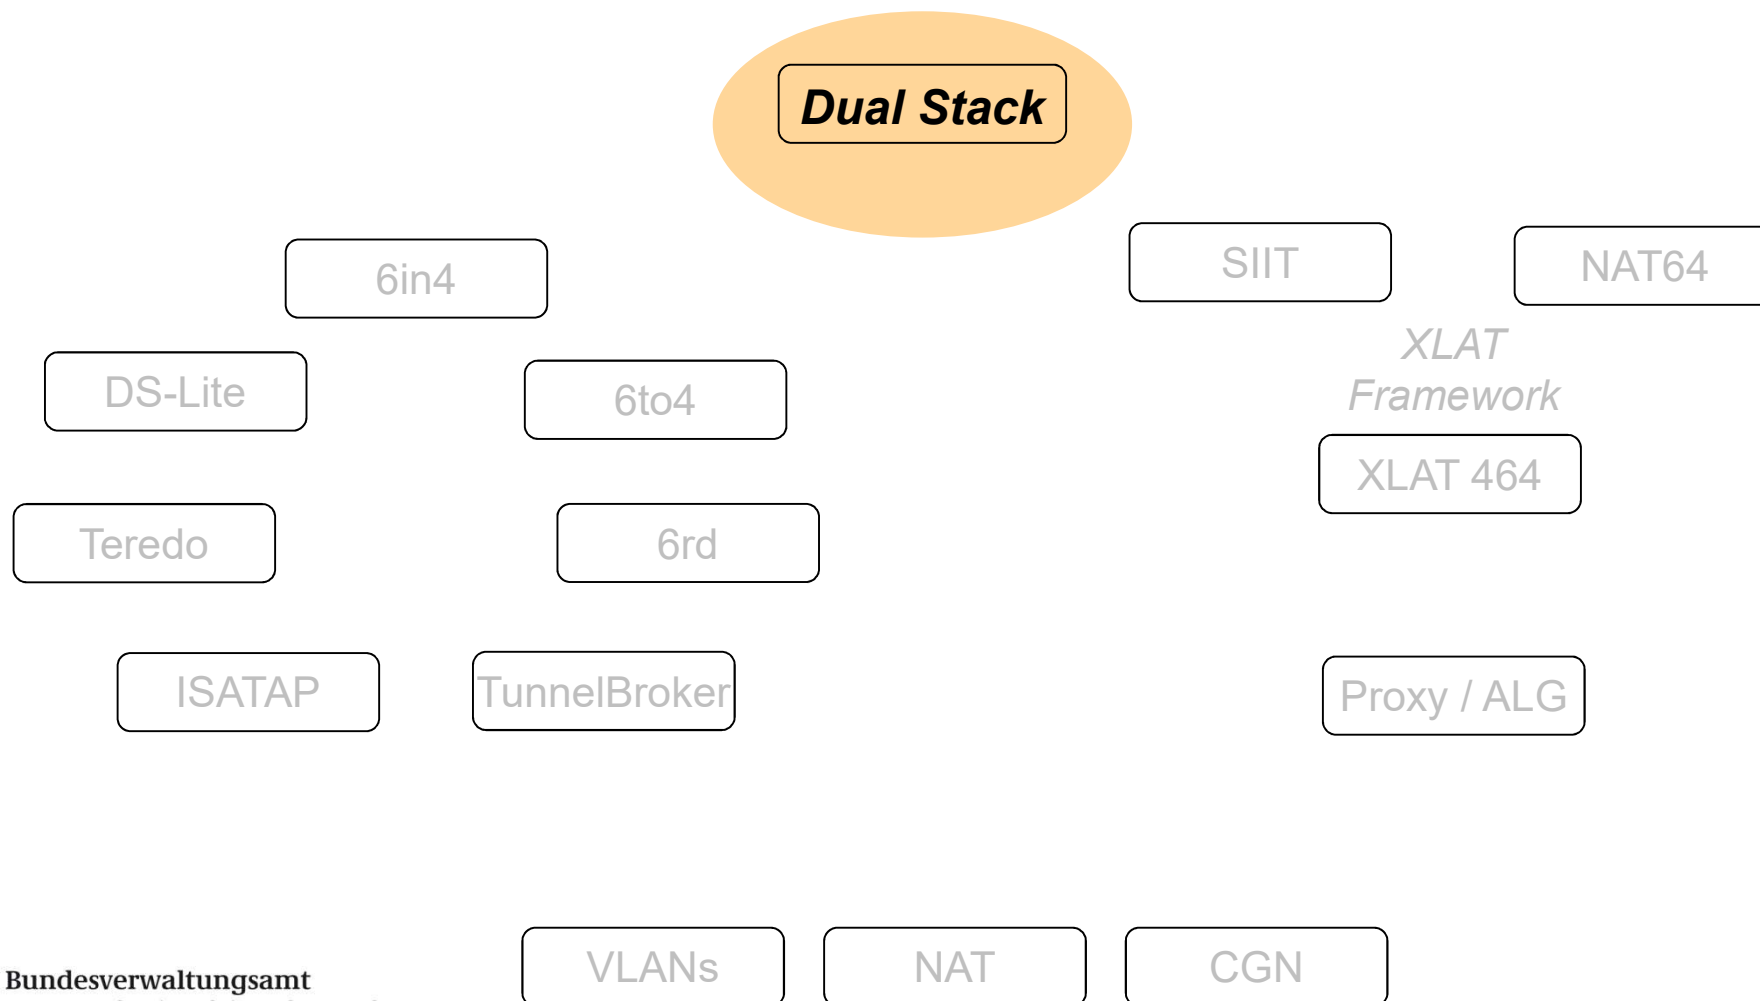 Dual Stack
SIIT
NAT64
6in4
XLAT
Framework
DS-Lite
6to4
XLAT 464
Teredo
6rd
ISATAP
TunnelBroker
Proxy / ALG
VLANs
NAT
CGN
Bundesverwaltungsamt